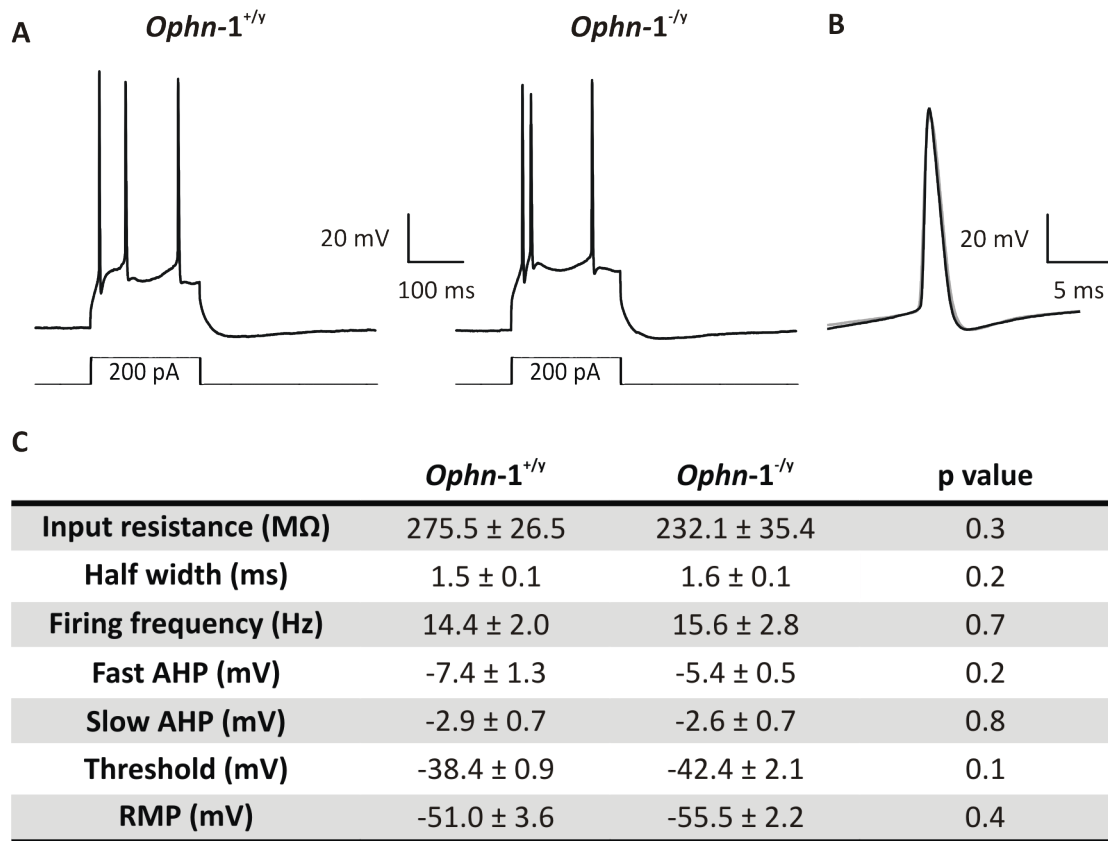 A
Ophn-1+/y
Ophn-1-/y
B
20 mV
100 ms
20 mV
5 ms
200 pA
200 pA
C
Ophn-1+/y Ophn-1-/y p value
Input resistance (MΩ) 275.5 ± 26.5 232.1 ± 35.4 0.3
Half width (ms) 1.5 ± 0.1 1.6 ± 0.1 0.2
Firing frequency (Hz) 14.4 ± 2.0 15.6 ± 2.8 0.7
Fast AHP (mV) -7.4 ± 1.3 -5.4 ± 0.5 0.2
Slow AHP (mV) -2.9 ± 0.7 -2.6 ± 0.7 0.8
Threshold (mV) -38.4 ± 0.9 -42.4 ± 2.1 0.1
RMP (mV) -51.0 ± 3.6 -55.5 ± 2.2 0.4